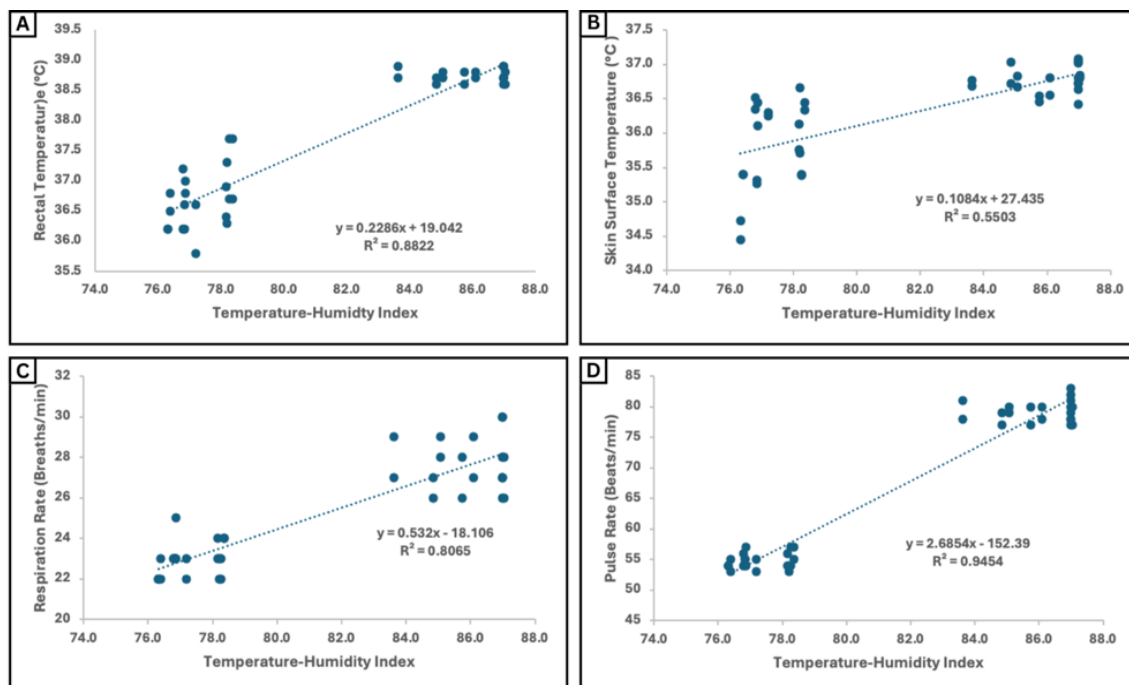 A
Rectal Temperatur)e (°C)
39.5
39.0
38.5
38.0
37.5
37.0
36.5
36.0
35.5
y = 0.2286x + 19.042
R² = 0.8822
74.0 76.0 78.0 80.0 82.0 84.0 86.0 88.0
Temperature-Humidty Index
B
Skin Surface Temperature (°C)
37.5
37.0
36.5
36.0
35.5
35.0
34.5
34.0
y = 0.1084x + 27.435
R² = 0.5503
74.0 76.0 78.0 80.0 82.0 84.0 86.0 88.0
Temperature-Humidity Index
C
Respiration Rate (Breaths/min)
32
30
28
26
24
22
20
y = 0.532x - 18.106
R² = 0.8065
74.0 76.0 78.0 80.0 82.0 84.0 86.0 88.0
Temperature-Humidity Index
D
Pulse Rate (Beats/min)
85
80
75
70
65
60
55
50
45
y = 2.6854x - 152.39
R² = 0.9454
74.0 76.0 78.0 80.0 82.0 84.0 86.0 88.0
Temperature-Humidity Index